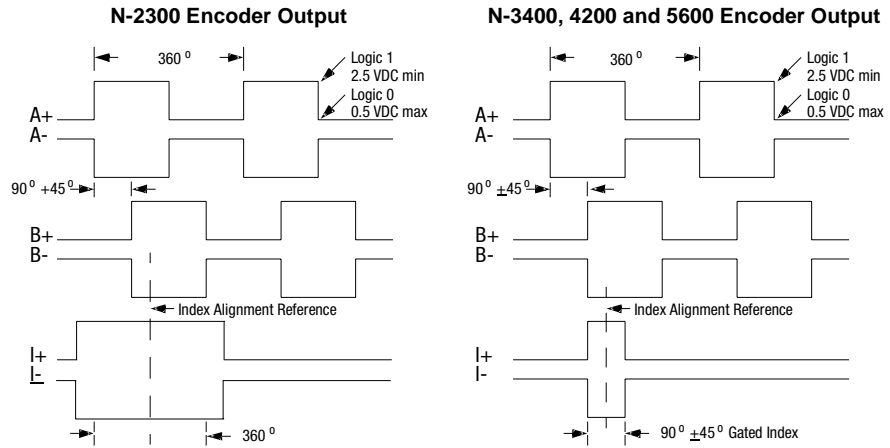 N-2300 Encoder Output
360 o
Logic 1
2.5 VDC min
Logic 0
0.5 VDC max
A+
A-
90 o +45 o
B+
B-
Index Alignment Reference
I+
I-
360 o
N-3400, 4200 and 5600 Encoder Output
360 o
Logic 1
2.5 VDC min
Logic 0
0.5 VDC max
A+
A-
90 o ±45 o
B+
B-
Index Alignment Reference
I+
I-
90 o ±45 o Gated Index